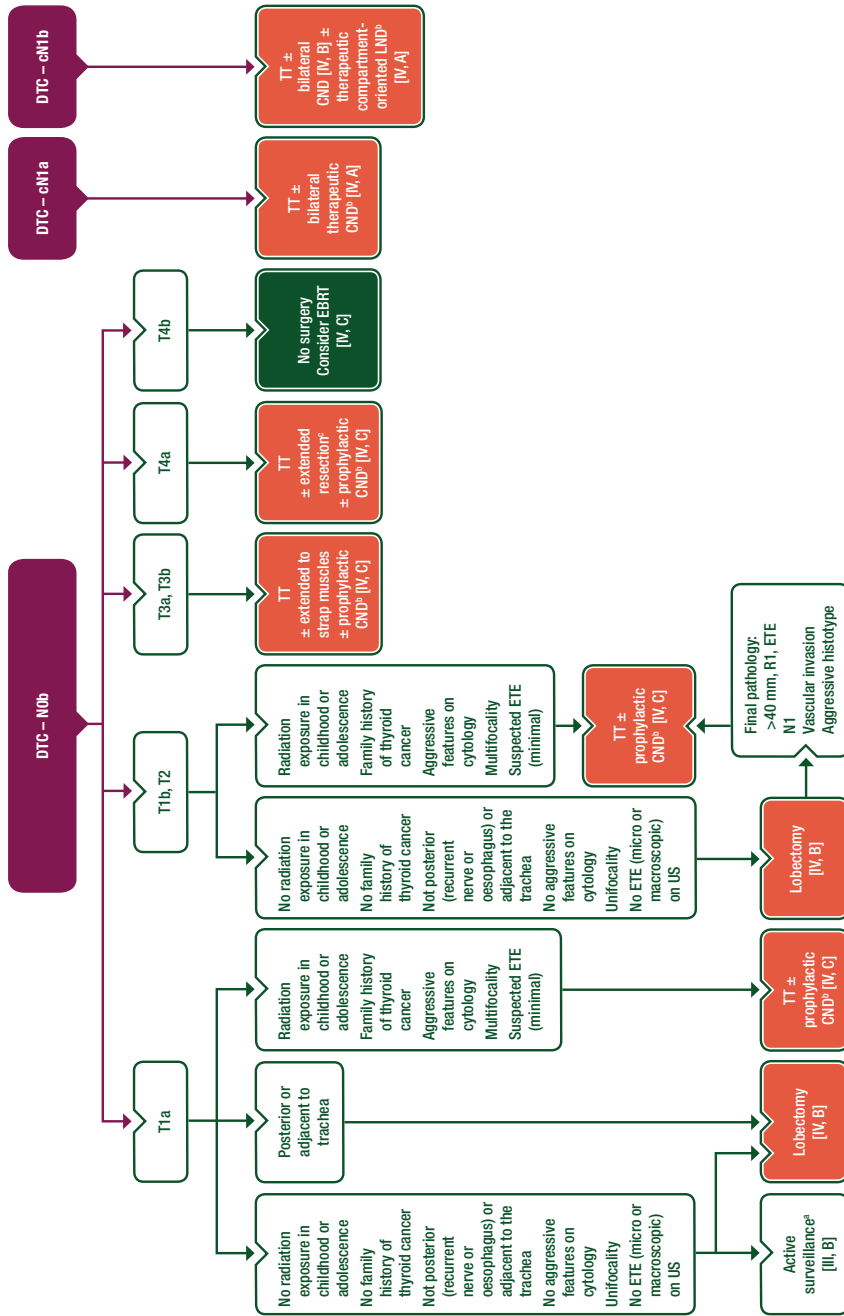 DTC – N0b
DTC – cN1a
DTC – cN1b
T1a
T1b, T2
T3a, T3b
T4a
T4b
No radiation
exposure in
childhood or
adolescence
No family
history of
thyroid cancer
Not posterior
(recurrent
nerve or
oesophagus) or
adjacent to the
trachea
No aggressive
features on
cytology
Unifocality
No ETE (micro or
macroscopic)
on US
Posterior or
adjacent to
trachea
Radiation
exposure in
childhood or
adolescence
Family history
of thyroid
cancer
Aggressive
features on
cytology
Multifocality
Suspected ETE
(minimal)
No radiation
exposure in
childhood or
adolescence
No family
history of
thyroid cancer
Not posterior
(recurrent
nerve or
oesophagus) or
adjacent to the
trachea
No aggressive
features on
cytology
Unifocality
No ETE (micro or
macroscopic)
on US
Radiation
exposure in
childhood or
adolescence
Family history
of thyroid
cancer
Aggressive
features on
cytology
Multifocality
Suspected ETE
(minimal)
TT
± extended to
strap muscles
± prophylactic
CNDᵇ [IV, C]
TT
± extended
resectionᶜ
± prophylactic
CNDᵇ [IV, C]
No surgery
Consider EBRT
[IV, C]
TT ±
bilateral
therapeutic
CNDᵇ [IV, A]
TT ±
bilateral
CND [IV, B] ±
therapeutic
compartment-
oriented LNDᵇ
[IV, A]
Active
surveillanceᵃ
[III, B]
Lobectomy
[IV, B]
TT ±
prophylactic
CNDᵇ [IV, C]
Lobectomy
[IV, B]
TT ±
prophylactic
CNDᵇ [IV, C]
Final pathology:
>40 mm, R1, ETE
N1
Vascular invasion
Aggressive histotype